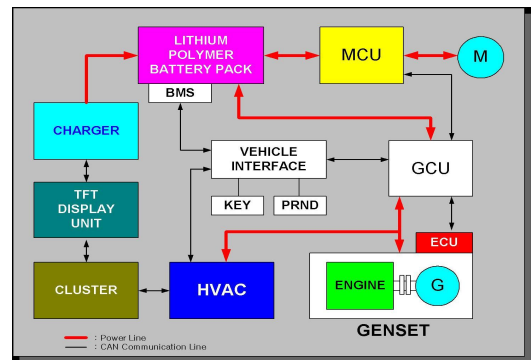 LITHIUM
POLYMER
BATTERY PACK
MCU
M
BMS
CHARGER
VEHICLE
INTERFACE
GCU
TFT
DISPLAY
UNIT
KEY
PRND
ECU
CLUSTER
HVAC
ENGINE
G
GENSET
: Power Line
: CAN Communication Line